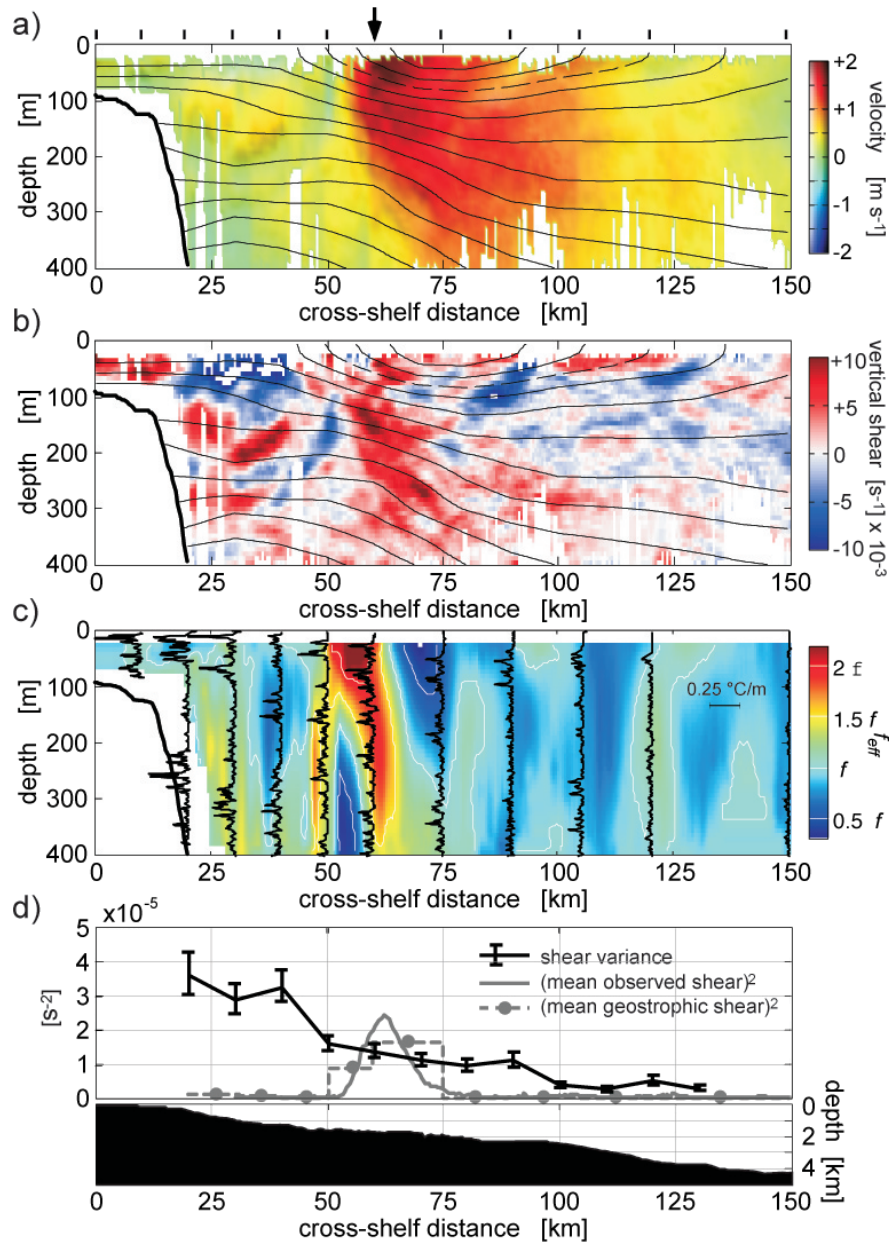 a)
0
100
200
300
400
depth [m]
0 25 50 75 100 125 150
cross-shelf distance [km]
+2
+1
0
-1
-2
velocity [m s-1]
b)
0
100
200
300
400
depth [m]
0 25 50 75 100 125 150
cross-shelf distance [km]
+10
+5
0
-5
-10
vertical shear [s-1] x 10-3
c)
0
100
200
300
400
depth [m]
0.25 °C/m
0 25 50 75 100 125 150
cross-shelf distance [km]
2 f
1.5 f
f
0.5 f
feff
d)
x10-5
5
4
3
2
1
0
[s-2]
shear variance
(mean observed shear)2
(mean geostrophic shear)2
0
2
4
depth [km]
0 25 50 75 100 125 150
cross-shelf distance [km]